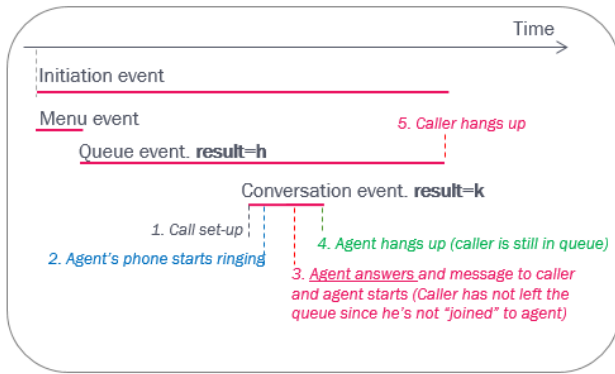 Time
Initiation event
Menu event
5. Caller hangs up
Queue event. result=h
Conversation event. result=k
1. Call set-up
4. Agent hangs up (caller is still in queue)
2. Agent's phone starts ringing
3. Agent answers and message to caller
and agent starts (Caller has not left the
queue since he's not “joined” to agent)